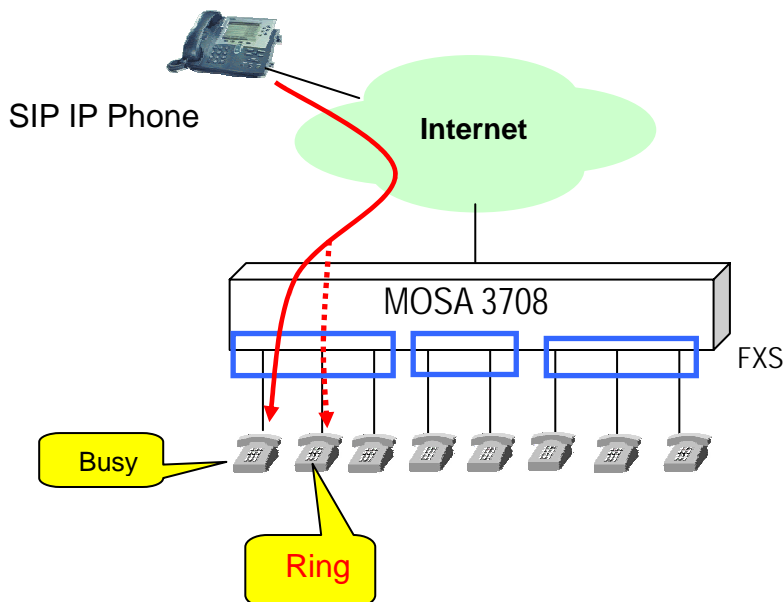 SIP IP Phone
Internet
MOSA 3708
FXS
Busy
Ring